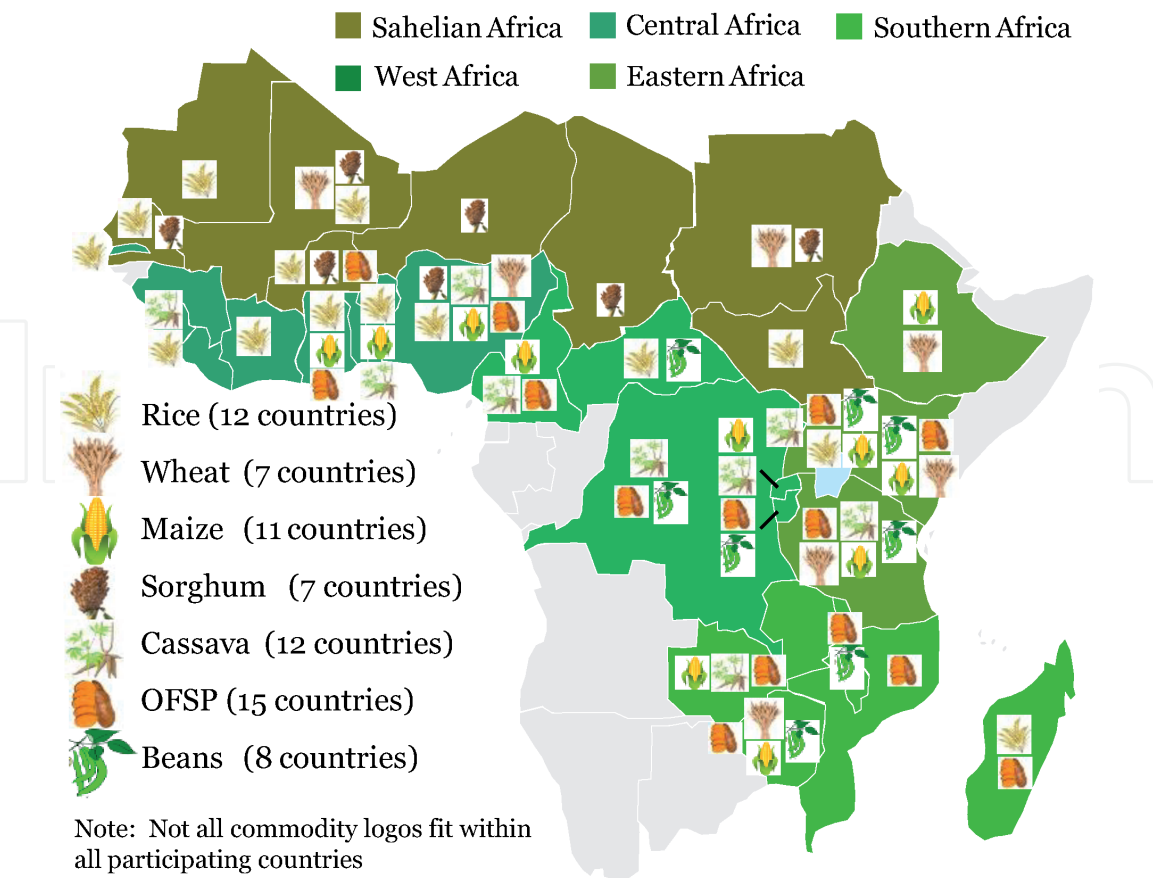 Sahelian Africa
Central Africa
Southern Africa
West Africa
Eastern Africa
Rice (12 countries)
Wheat (7 countries)
Maize (11 countries)
Sorghum (7 countries)
Cassava (12 countries)
OFSP (15 countries)
Beans (8 countries)
Note: Not all commodity logos fit within
all participating countries